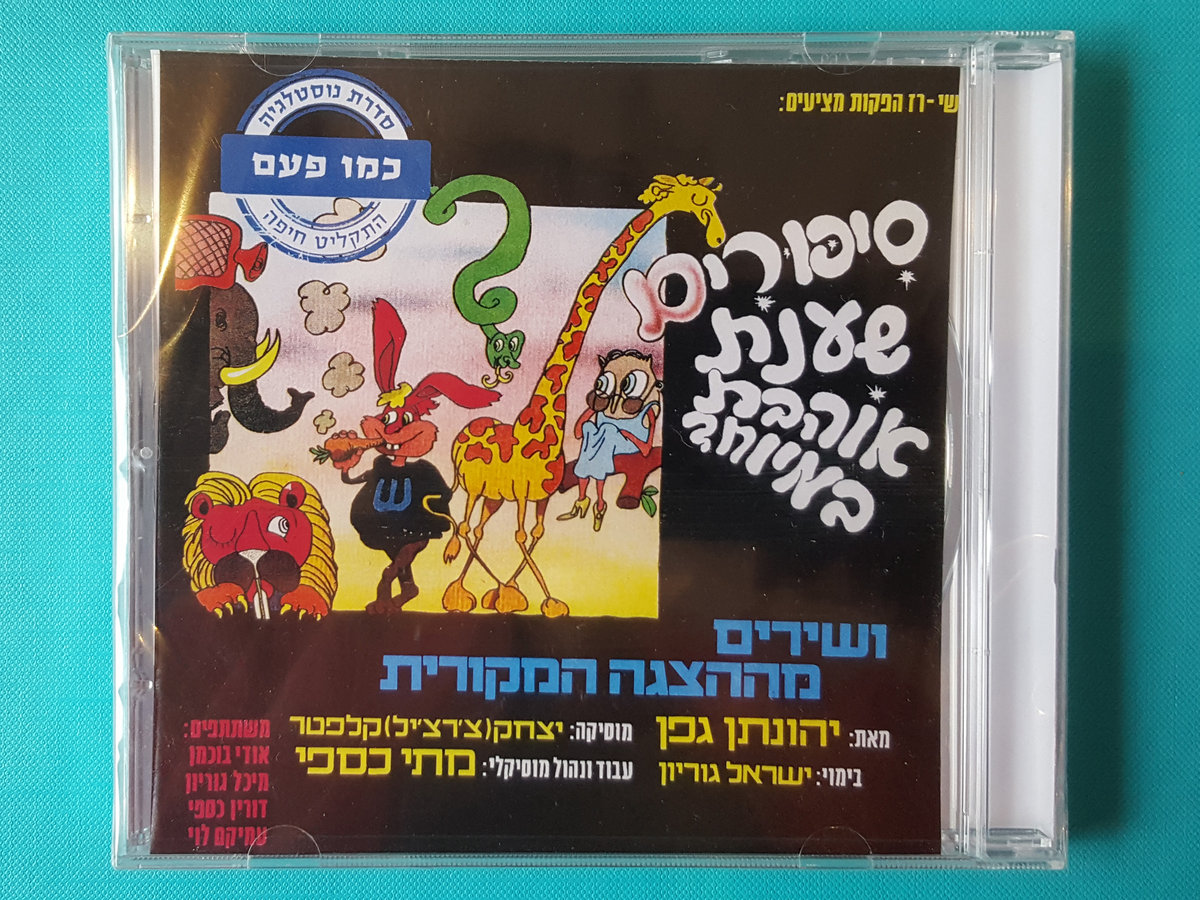 שי-רז הפקות מציעים:
סדרת נוסטלגיה
כמו פעם
התקליט חיפה
סיפורים
שענת
אוהבת
במיוחד
ש
ושירים
מההצגה המקורית
מאת: יהונתן גפן
מוסיקה: יצחק (צ'רצ'יל) קלפטר
בימוי: ישראל גוריון
עבוד ונהול מוסיקלי: מתי כספי
משתתפים:
אודי בוכמן
מיכל גוריון
דורין כספי
עמיקם לוי